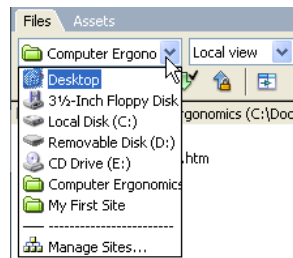 Files Assets
Computer Ergono Local view
Desktop
3½-Inch Floppy Disk
Local Disk (C:)
Removable Disk (D:)
CD Drive (E:)
Computer Ergonomics
My First Site
Manage Sites...
rgonomics (C:\Doc
.htm